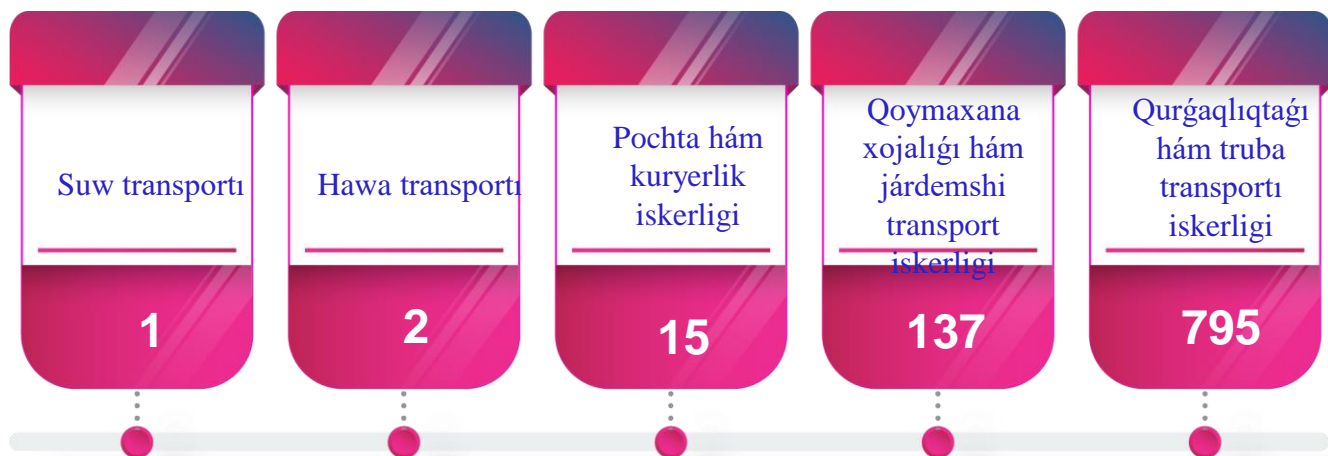 Suw transportı
1
Hawa transportı
2
Pochta hám
kuryerlik
iskerligi
15
Qoymaxana
xojalıǵı hám
járdemshi
transport
iskerligi
137
Qurǵaqlıqtaǵı
hám truba
transportı
iskerligi
795